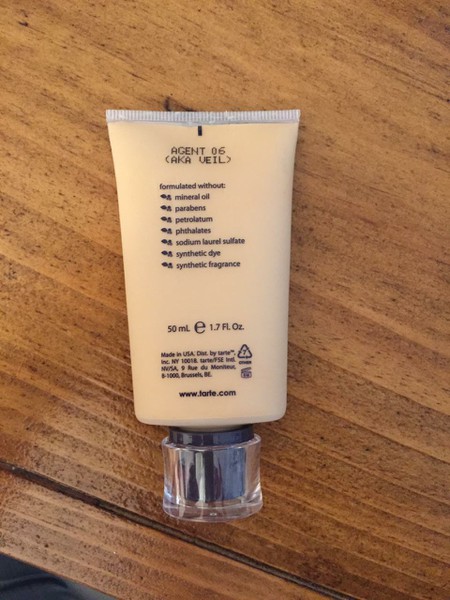 AGENT 06
(AKA VEIL)
formulated without:
mineral oil
parabens
petrolatum
phthalates
sodium laurel sulfate
synthetic dye
synthetic fragrance
50 mL e 1.7 Fl. Oz.
Made in USA. Dist. by tarte™,
Inc. NY 10018. tarte/FSE Intl
NV/SA, 9 Rue du Moniteur,
B-1000, Brussels, BE.
7
OTHER
www.tarte.com